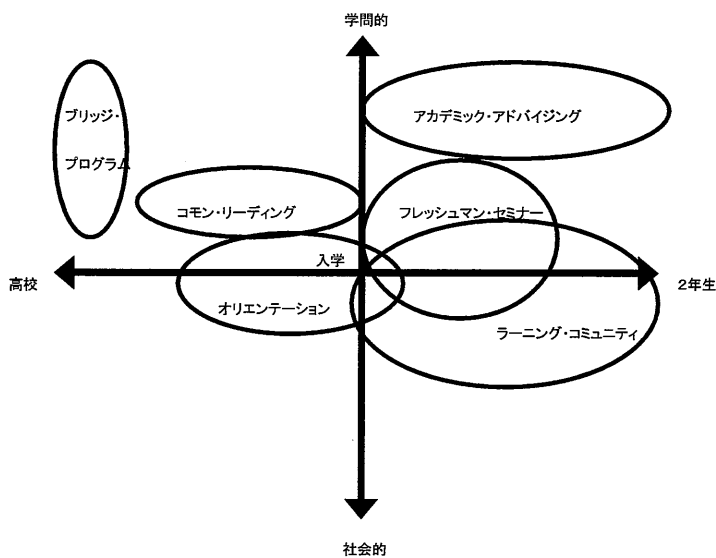 学問的
ブリッジ・
プログラム
アカデミック・アドバイジング
コモン・リーディング
フレッシュマン・セミナー
入学
高校
2年生
オリエンテーション
ラーニング・コミュニティ
社会的